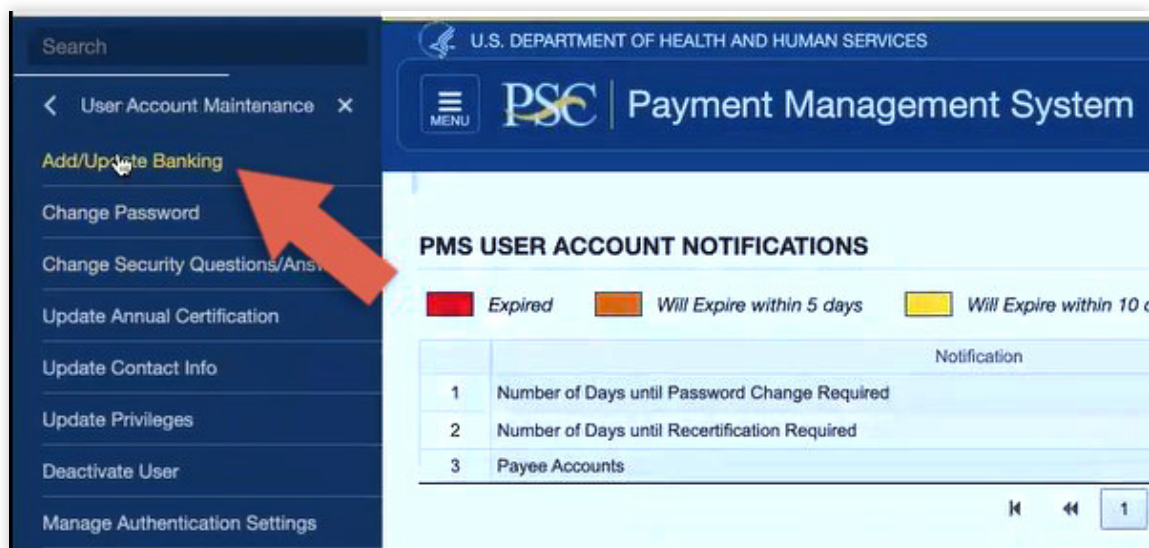 Search
User Account Maintenance
Add/Update Banking
Change Password
Change Security Questions/Answ
Update Annual Certification
Update Contact Info
Update Privileges
Deactivate User
Manage Authentication Settings
U.S. DEPARTMENT OF HEALTH AND HUMAN SERVICES
MENU
PSC Payment Management System
PMS USER ACCOUNT NOTIFICATIONS
Expired Will Expire within 5 days Will Expire within 10
Notification
1 Number of Days until Password Change Required
2 Number of Days until Recertification Required
3 Payee Accounts
1